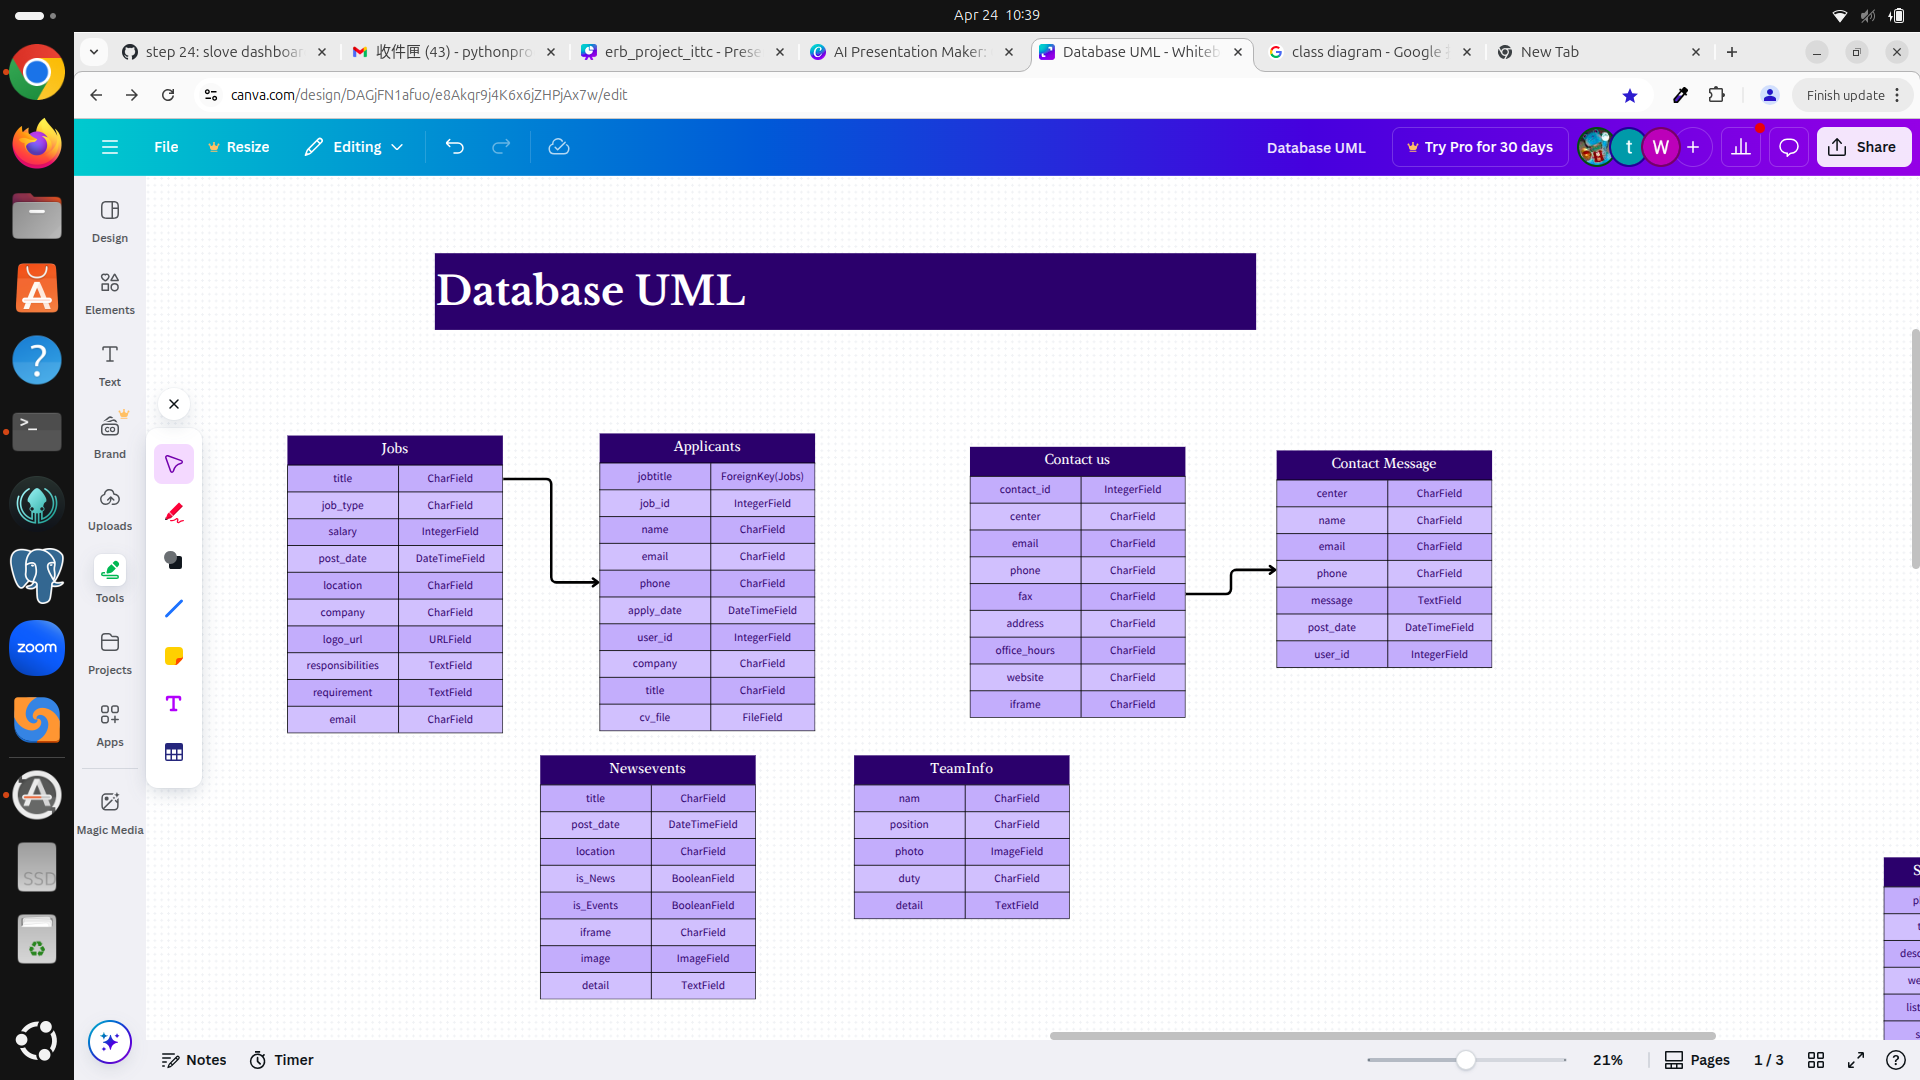 Apr 24 10:39
step 24: slove dashboar
收件匣 (43) - pythonpro
erb_project_ittc - Prese
AI Presentation Maker:
Database UML - Whiteb
class diagram - Google
New Tab
canva.com/design/DAGjFN1afuo/e8Akqr9j4K6x6jZHPjAx7w/edit
Finish update
File
Resize
Editing
Database UML
Try Pro for 30 days
t
W
Share
Design
Elements
Text
Brand
Uploads
Tools
Projects
Apps
Magic Media
zoom
SSD
Database UML
Jobs
title CharField
job_type CharField
salary IntegerField
post_date DateTimeField
location CharField
company CharField
logo_url URLField
responsibilities TextField
requirement TextField
email CharField
Applicants
jobtitle ForeignKey(Jobs)
job_id IntegerField
name CharField
email CharField
phone CharField
apply_date DateTimeField
user_id IntegerField
company CharField
title CharField
cv_file FileField
Contact us
contact_id IntegerField
center CharField
email CharField
phone CharField
fax CharField
address CharField
office_hours CharField
website CharField
iframe CharField
Contact Message
center CharField
name CharField
email CharField
phone CharField
message TextField
post_date DateTimeField
user_id IntegerField
Newsevents
title CharField
post_date DateTimeField
location CharField
is_News BooleanField
is_Events BooleanField
iframe CharField
image ImageField
detail TextField
TeamInfo
nam CharField
position CharField
photo ImageField
duty CharField
detail TextField
Notes
Timer
21%
Pages
1 / 3